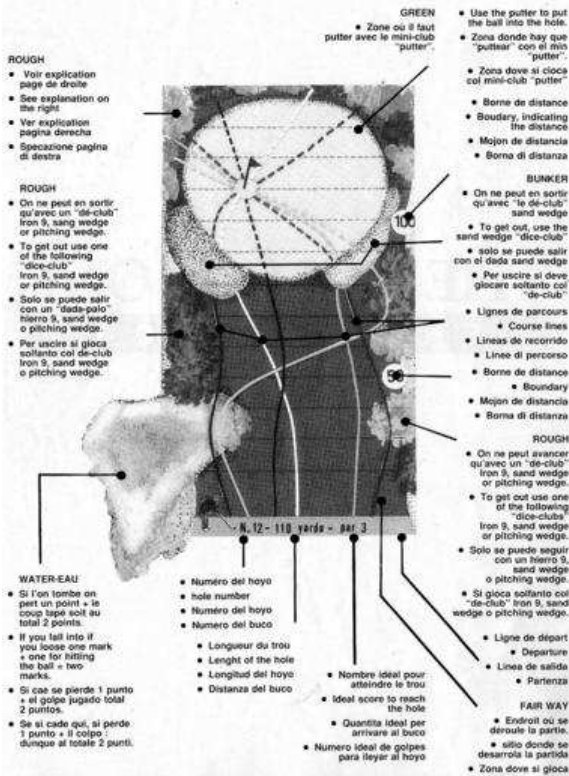 ROUGH
• Voir explication
page de droite
• See explanation on
the right
• Ver explication
pagina derecha
• Specazione pagina
di destra
ROUGH
• On ne peut en sortir
qu'avec un "dé-club"
Iron 9, sang wedge
or pitching wedge.
• To get out use one
of the following
"dice-club"
Iron 9, sand wedge
or pitching wedge.
• Solo se puede salir
con un "dada-palo"
hierro 9, sand wedge
o pitching wedge.
• Per uscire si gioca
soltanto col de-club
Iron 9, sand wedge
o pitching wedge.
WATER-EAU
• Si l'on tombe on
pert un point + le
coup tapé soit au
total 2 points.
• If you fall into if
you loose one mark
+ one for hitting
the ball = two
marks.
• Si cae se pierde 1 punto
+ el golpe jugado total
2 puntos.
• Se si cade qui, si perde
1 punto + il colpo :
dunque al totale 2 punti.
GREEN
• Zone où il faut
putter avec le mini-club
"putter".
100
50
- N. 12 - 110 yards - par 3
• Numéro del hoyo
• hole number
• Numéro del hoyo
• Numero del buco
• Longueur du trou
• Lenght of the hole
• Longitud del hoyo
• Distanza del buco
• Nombre ideal pour
atteindre le trou
• Ideal score to reach
the hole
• Quantita ideal per
arrivare al buco
• Numero ideal de golpes
para lleyar al hoyo
• Use the putter to put
the ball into the hole.
• Zona donde hay que
"puttear" con el min
"putter".
• Zona dove si cioca
col mini-club "putter"
• Borne de distance
• Boudary, indicating
the distance
• Mojon de distancia
• Borna di distanza
BUNKER
• On ne peut en sortir
qu'avec "le dé-club"
sand wedge
• To get out, use the
sand wedge "dice-club"
• solo se puede salir
con el dada sand wedge
• Per uscire si deve
giocare soltanto col
"de-club"
• Lignes de parcours
• Course lines
• Lineas de recorrido
• Linee di percorso
• Borne de distance
• Boundary
• Mojon de distancia
• Borna di distanza
ROUGH
• On ne peut avancer
qu'avec un "dé-club"
Iron 9, sand wedge
or pitching wedge.
• To get out use one
of the following
"dice-clubs"
Iron 9, sand wedge
or pitching wedge.
• Solo se puede seguir
con un hierro 9,
sand wedge
o pitching wedge.
• Si gioca soltanto col
"de-club" Iron 9, sand
wedge o pitching wedge.
• Ligne de départ
• Departure
• Linea de salida
• Partenza
FAIR WAY
• Endroit où se
déroule la partie.
• sitio donde se
desarrola la partida
• Zona dove si gioca